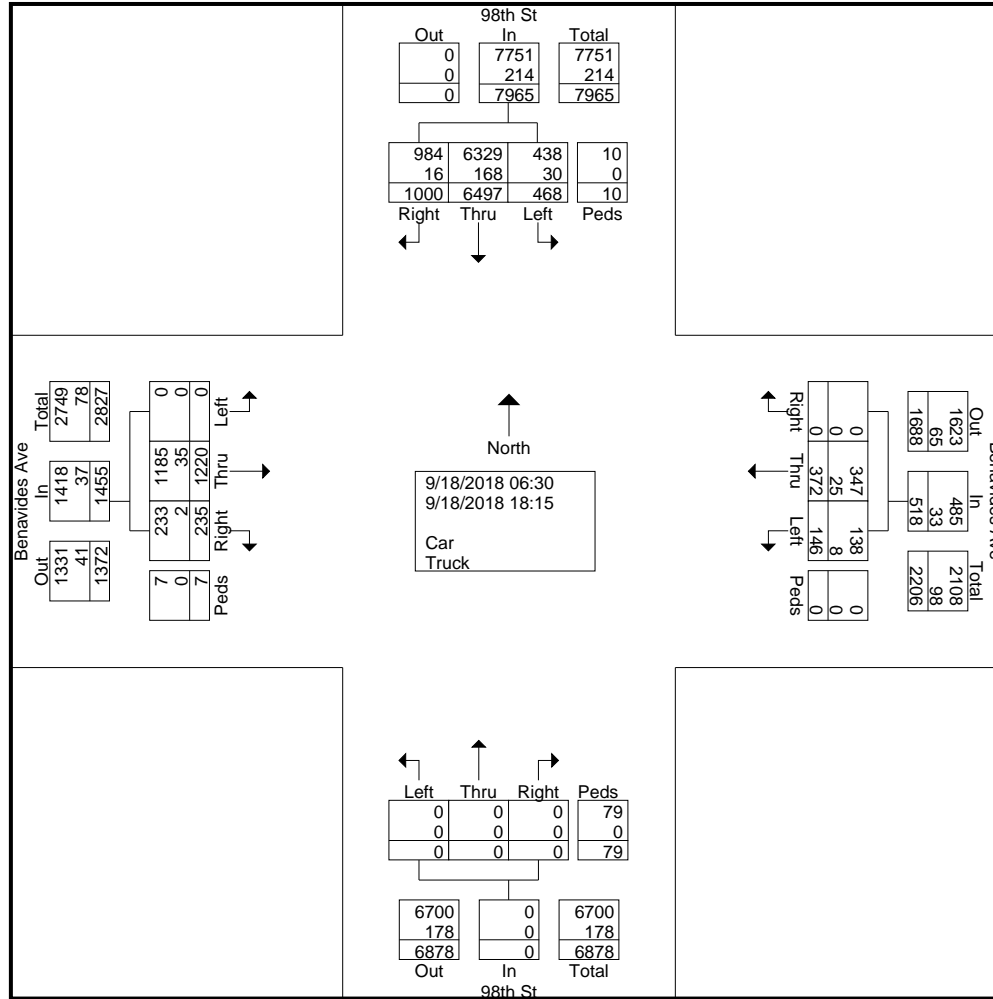 98th St
Out In Total
0 7751 7751
0 214 214
0 7965 7965
984 6329 438 10
16 168 30 0
1000 6497 468 10
Right Thru Left Peds
Benavides Ave
Total In Out
2749 1418 1331
78 37 41
2827 1455 1372
0 1185 233 7
0 35 2 0
0 1220 235 7
Left Thru Right Peds
North
9/18/2018 06:30
9/18/2018 18:15
Car
Truck
Right Thru Left Peds
0 347 138 0
0 25 8 0
0 372 146 0
Out In Total
1623 485 2108
65 33 98
1688 518 2206
Benavides Ave
Left Thru Right Peds
0 0 0 79
0 0 0 0
0 0 0 79
6700 0 6700
178 0 178
6878 0 6878
Out In Total
98th St